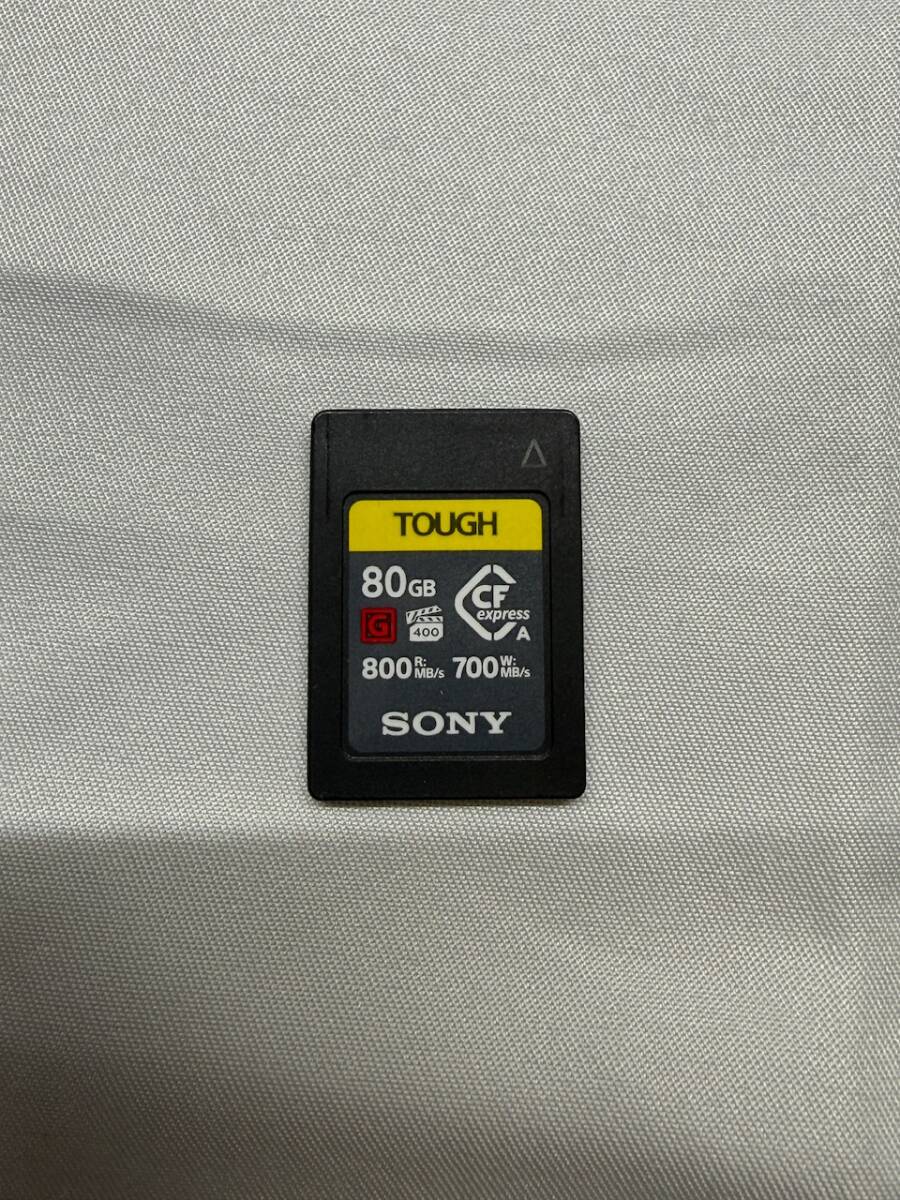 TOUGH
80GB
CF
express
A
G
400
800 R: MB/s 700 W: MB/s
SONY